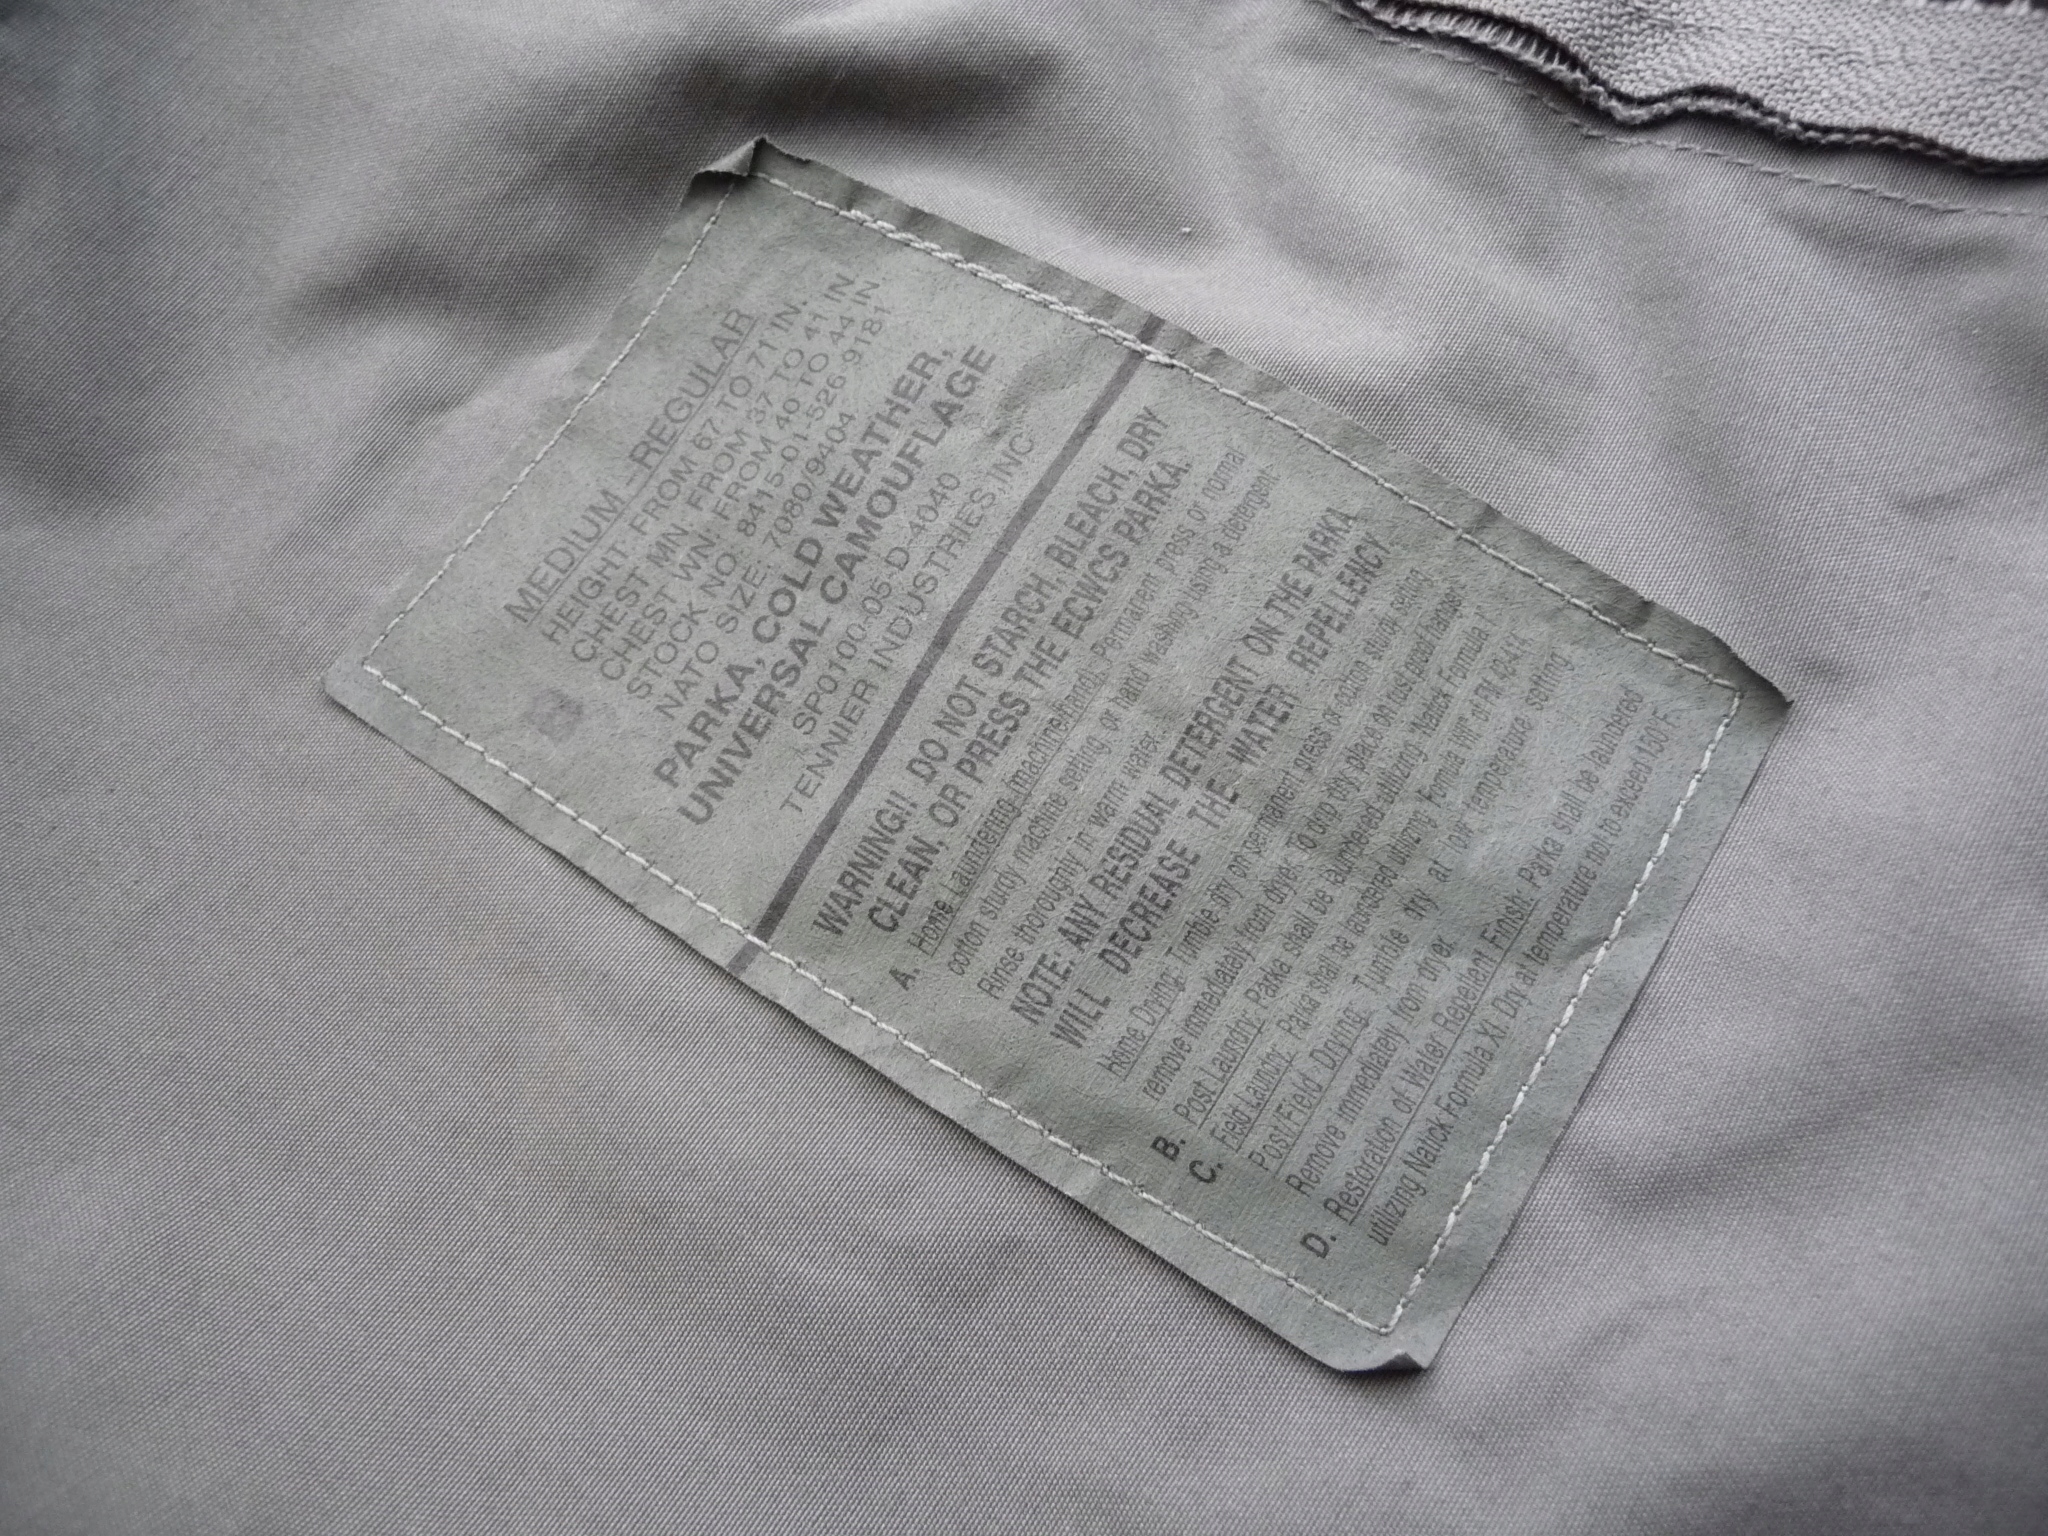 MEDIUM - REGULAR
HEIGHT: FROM 67 TO 71 IN.
CHEST MN. FROM 37 TO 41 IN.
CHEST WN. FROM 40 TO 44 IN
STOCK NO: 8415-01-526-9181
NATO SIZE: 7080/9404
PARKA, COLD WEATHER,
UNIVERSAL CAMOUFLAGE
SP0100-05-D-4040
TENNIER INDUSTRIES,INC
WARNING!! DO NOT STARCH, BLEACH, DRY
CLEAN, OR PRESS THE ECWCS PARKA.
A. Home Laundering (machine/hand). Permanent press or normal
cotton sturdy machine setting, or hand washing using a detergent.
Rinse thoroughly in warm water.
NOTE: ANY RESIDUAL DETERGENT ON THE PARKA
WILL DECREASE THE WATER REPELLENCY
Home Drying: Tumble dry on permanent press or cotton sturdy setting
remove immediately from dryer. To drip dry, place on rust proof hanger
B. Post Laundry: Parka shall be laundered utilizing "Natick Formula 1"
C. Field Laundry: Parka shall be laundered utilizing Formula of FM 42-414
Post Field Drying: Tumble dry at low temperature setting
Remove immediately from dryer.
D. Restoration of Water Repellent Finish: Parka shall be laundered
utilizing Natick Formula XI. Dry at temperature not to exceed 130 F.